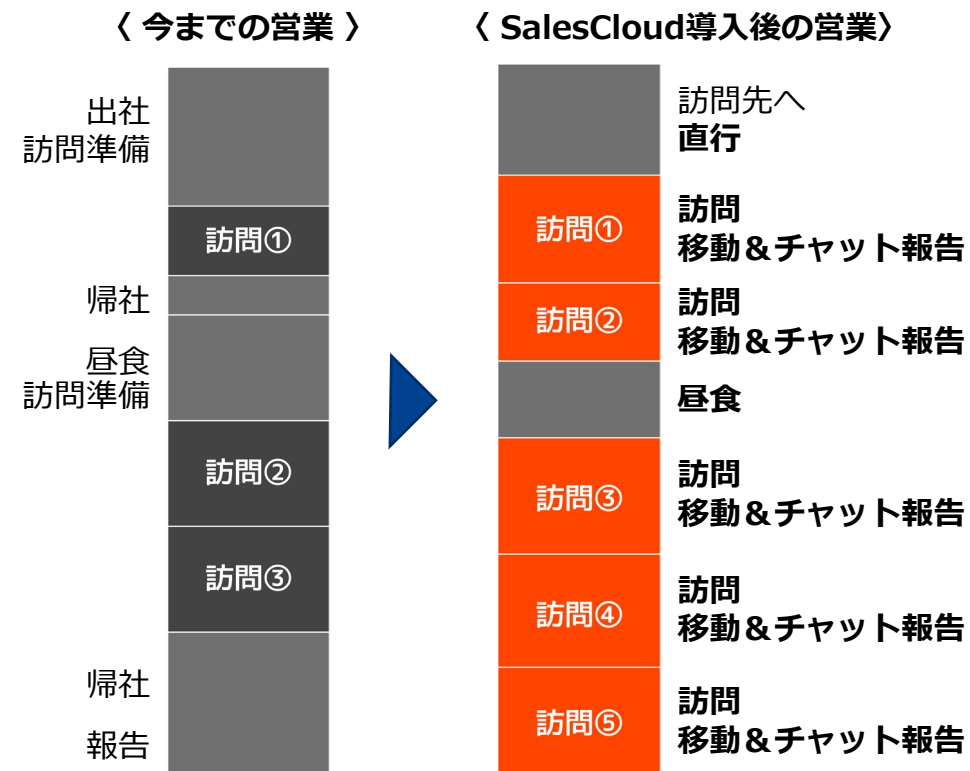 〈 今までの営業 〉
出社
訪問準備
訪問①
帰社
昼食
訪問準備
訪問②
訪問③
帰社
報告
〈 SalesCloud導入後の営業〉
訪問先へ
直行
訪問①
訪問
移動＆チャット報告
訪問②
訪問
移動＆チャット報告
昼食
訪問③
訪問
移動＆チャット報告
訪問④
訪問
移動＆チャット報告
訪問⑤
訪問
移動＆チャット報告